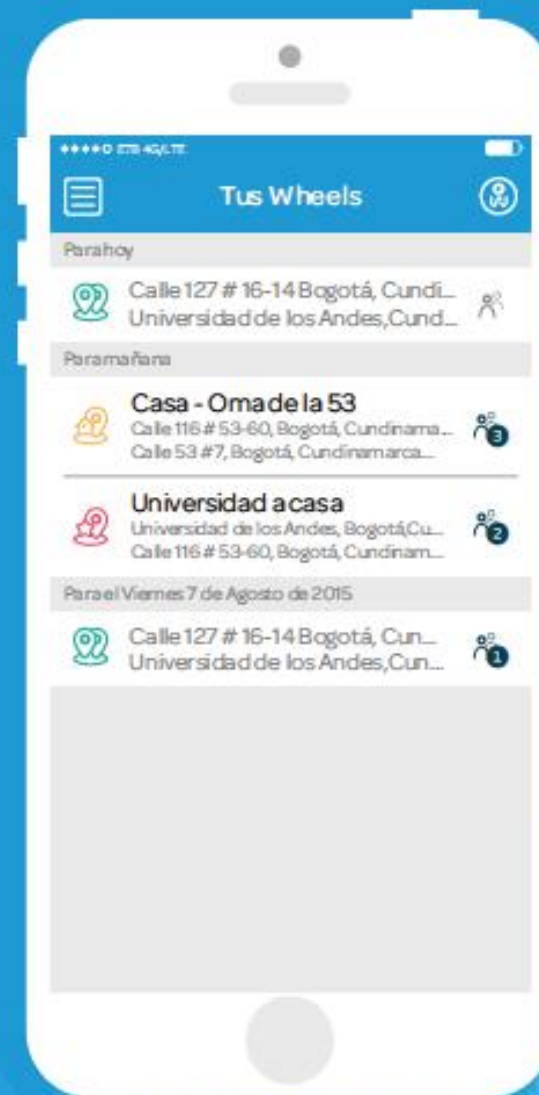 ETB 4G/LTE
Tus Wheels
Para hoy
Calle 127 # 16-14 Bogotá, Cundi...
Universidad de los Andes, Cund...
Para mañana
Casa - Oma de la 53
Calle 116 # 53-60, Bogotá, Cundinama...
Calle 53 #7, Bogotá, Cundinamarca...
3
Universidad a casa
Universidad de los Andes, Bogotá,Cu...
Calle 116 # 53-60, Bogotá, Cundinam...
2
Para el Viernes 7 de Agosto de 2015
Calle 127 # 16-14 Bogotá, Cun...
Universidad de los Andes,Cun...
1